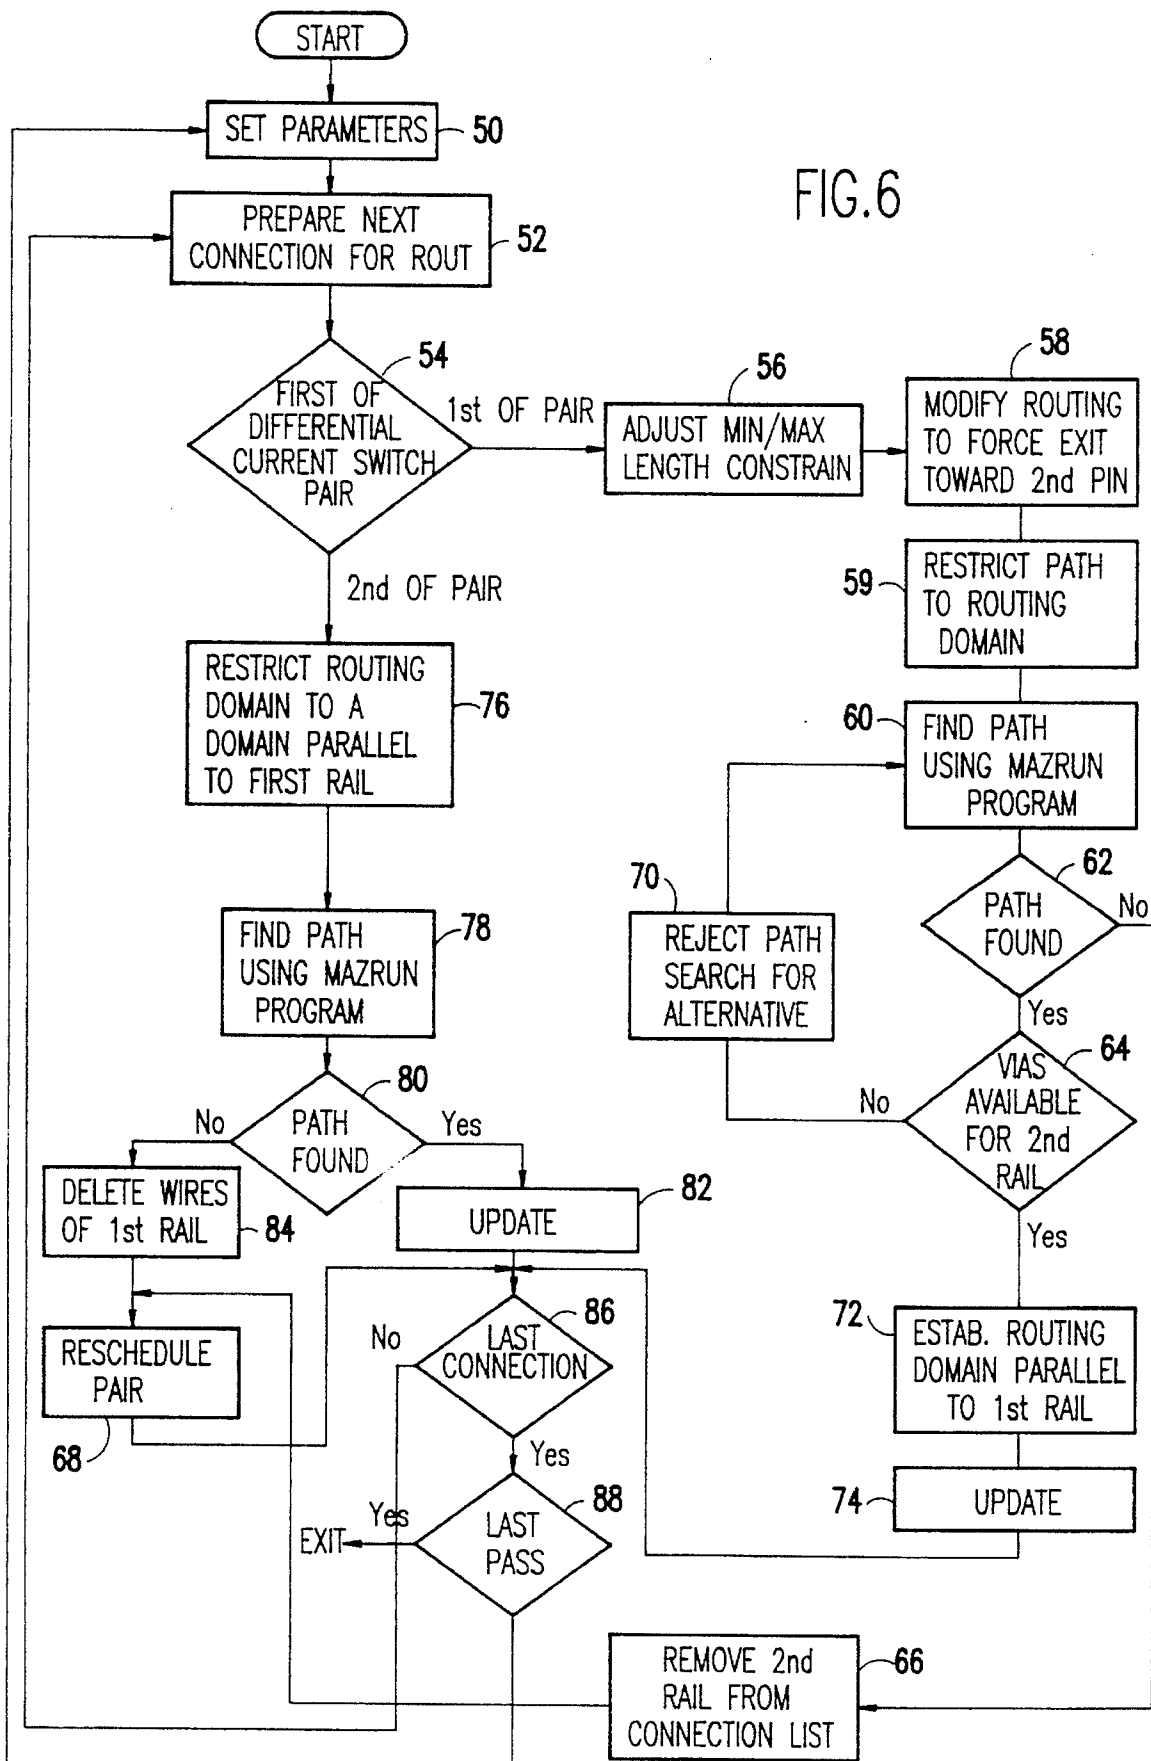 START
SET PARAMETERS
50
FIG.6
PREPARE NEXT
CONNECTION FOR ROUT
52
54
FIRST OF
DIFFERENTIAL
CURRENT SWITCH
PAIR
1st OF PAIR
56
ADJUST MIN/MAX
LENGTH CONSTRAIN
58
MODIFY ROUTING
TO FORCE EXIT
TOWARD 2nd PIN
2nd OF PAIR
59
RESTRICT PATH
TO ROUTING
DOMAIN
RESTRICT ROUTING
DOMAIN TO A
DOMAIN PARALLEL
TO FIRST RAIL
76
60
FIND PATH
USING MAZRUN
PROGRAM
62
PATH
FOUND
No
Yes
70
REJECT PATH
SEARCH FOR
ALTERNATIVE
78
FIND PATH
USING MAZRUN
PROGRAM
64
VIAS
AVAILABLE
FOR 2nd
RAIL
No
Yes
80
PATH
FOUND
No
Yes
DELETE WIRES
OF 1st RAIL
84
82
UPDATE
86
LAST
CONNECTION
No
Yes
RESCHEDULE
PAIR
68
72
ESTAB. ROUTING
DOMAIN PARALLEL
TO 1st RAIL
74
UPDATE
88
LAST
PASS
Yes
EXIT
66
REMOVE 2nd
RAIL FROM
CONNECTION LIST